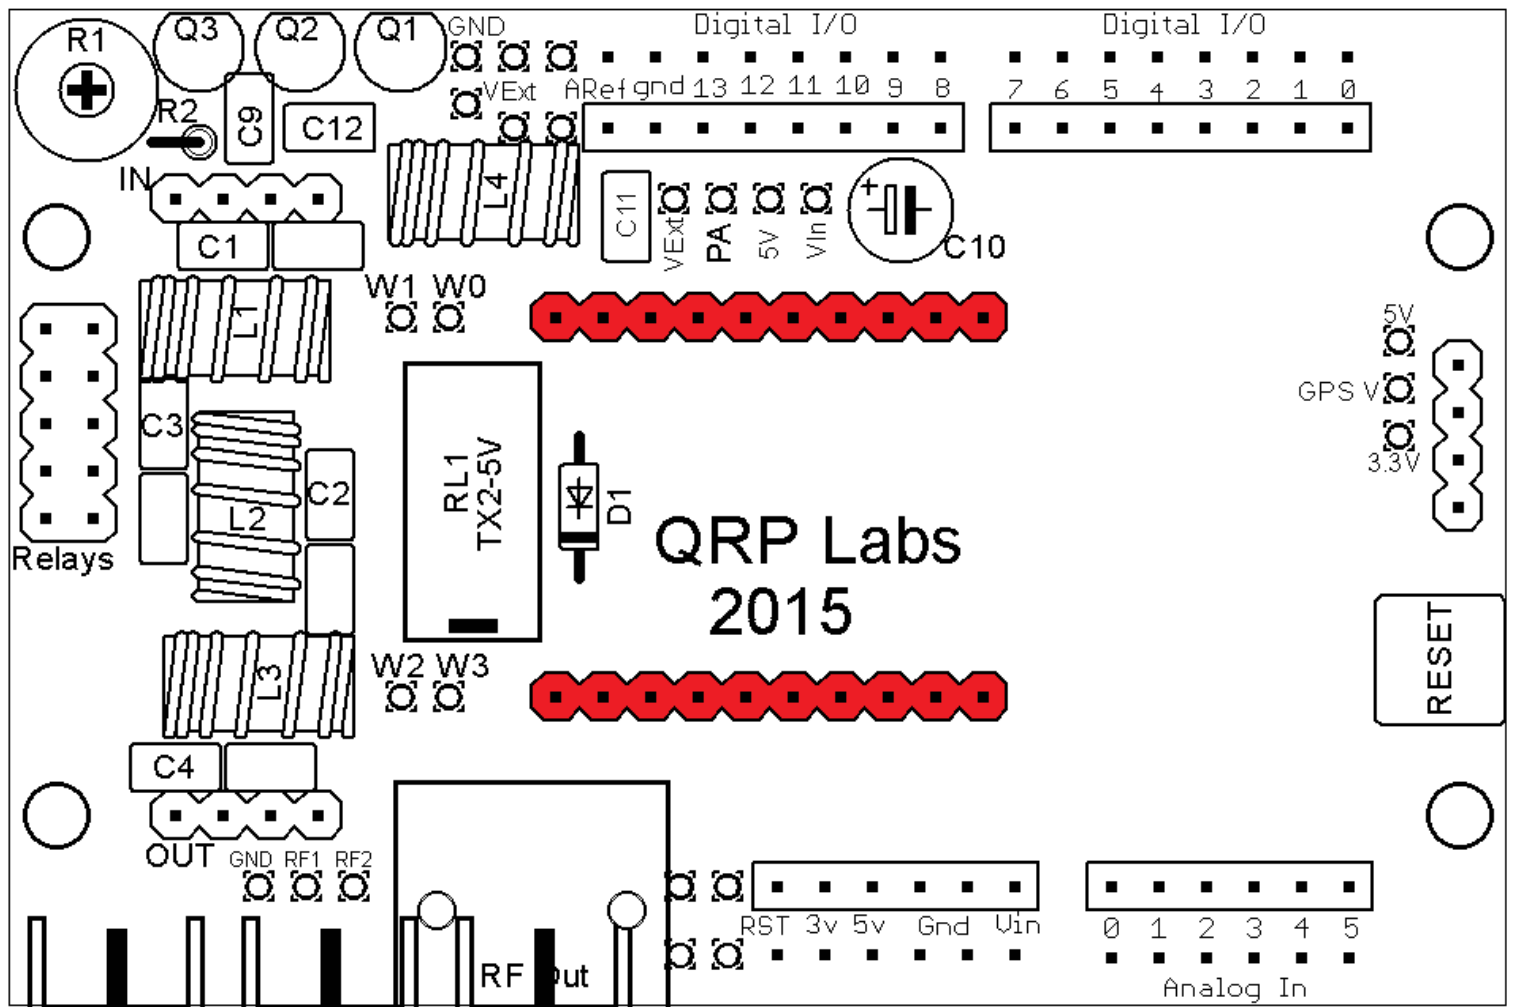 R1
Q3
Q2
Q1
GND
Digital I/O
Digital I/O
VExt
ARef gnd 13 12 11 10 9 8
7 6 5 4 3 2 1 0
R2
C9
C12
IN
L4
C11
VExt
PA
5V
VIn
+
C10
C1
W1 W0
L1
5V
GPS V
3.3V
C3
L2
C2
RL1
TX2-5V
D1
QRP Labs
2015
Relays
RESET
L3
W2 W3
C4
OUT
GND RF1 RF2
RST 3v 5v Gnd Vin
0 1 2 3 4 5
RF Out
Analog In